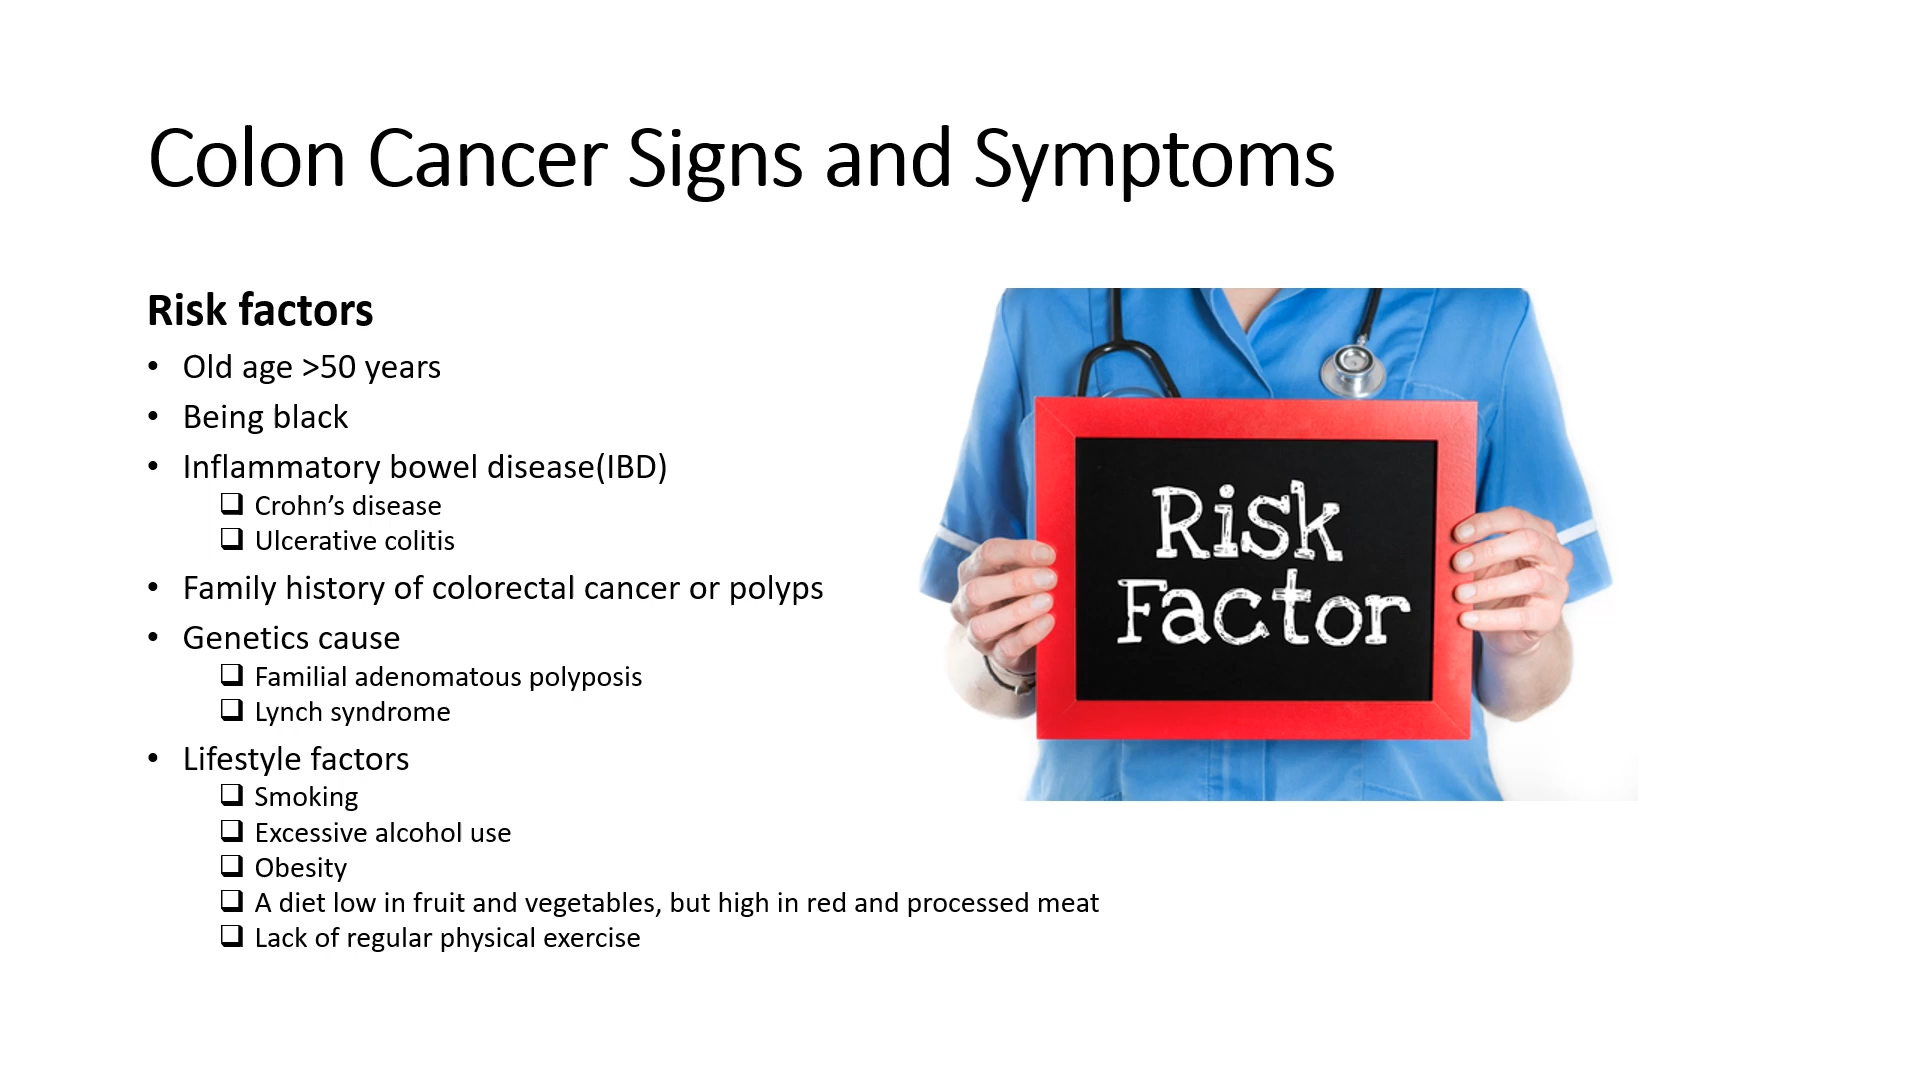 Colon Cancer Signs and Symptoms
Risk factors
• Old age >50 years
• Being black
• Inflammatory bowel disease(IBD)
❑ Crohn’s disease
❑ Ulcerative colitis
• Family history of colorectal cancer or polyps
• Genetics cause
❑ Familial adenomatous polyposis
❑ Lynch syndrome
• Lifestyle factors
❑ Smoking
❑ Excessive alcohol use
❑ Obesity
❑ A diet low in fruit and vegetables, but high in red and processed meat
❑ Lack of regular physical exercise
Risk
Factor